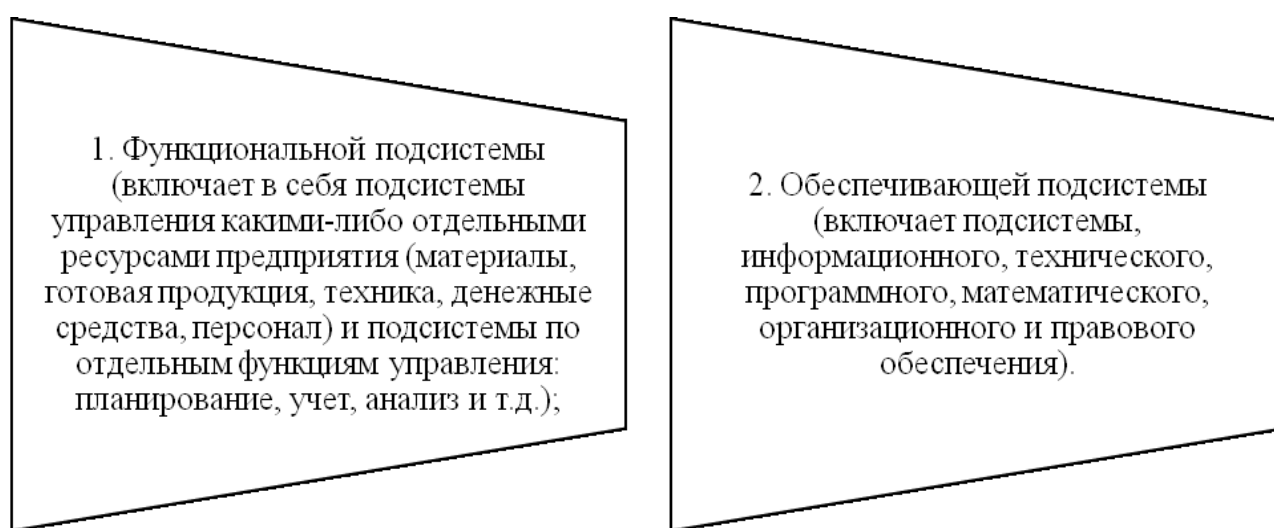 1. Функциональной подсистемы
(включает в себя подсистемы
управления какими-либо отдельными
ресурсами предприятия (материалы,
готовая продукция, техника, денежные
средства, персонал) и подсистемы по
отдельным функциям управления:
планирование, учет, анализ и т.д.);
2. Обеспечивающей подсистемы
(включает подсистемы,
информационного, технического,
программного, математического,
организационного и правового
обеспечения).